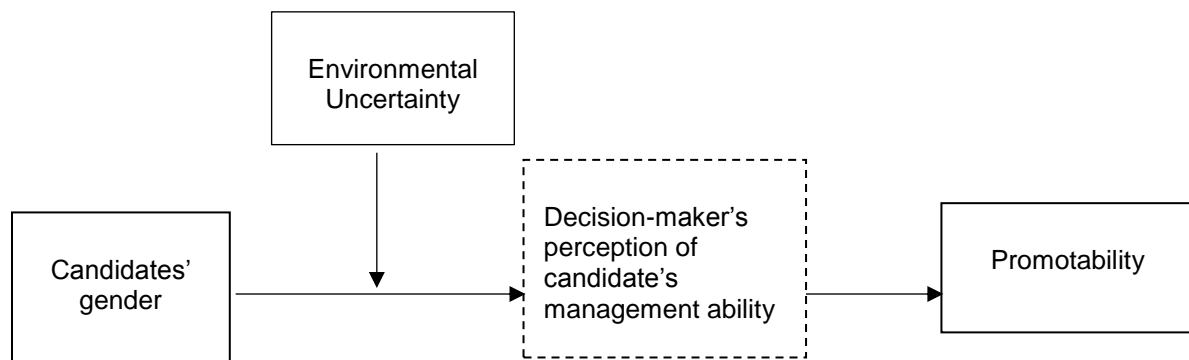 Environmental
Uncertainty
Candidates’
gender
Decision-maker’s
perception of
candidate’s
management ability
Promotability